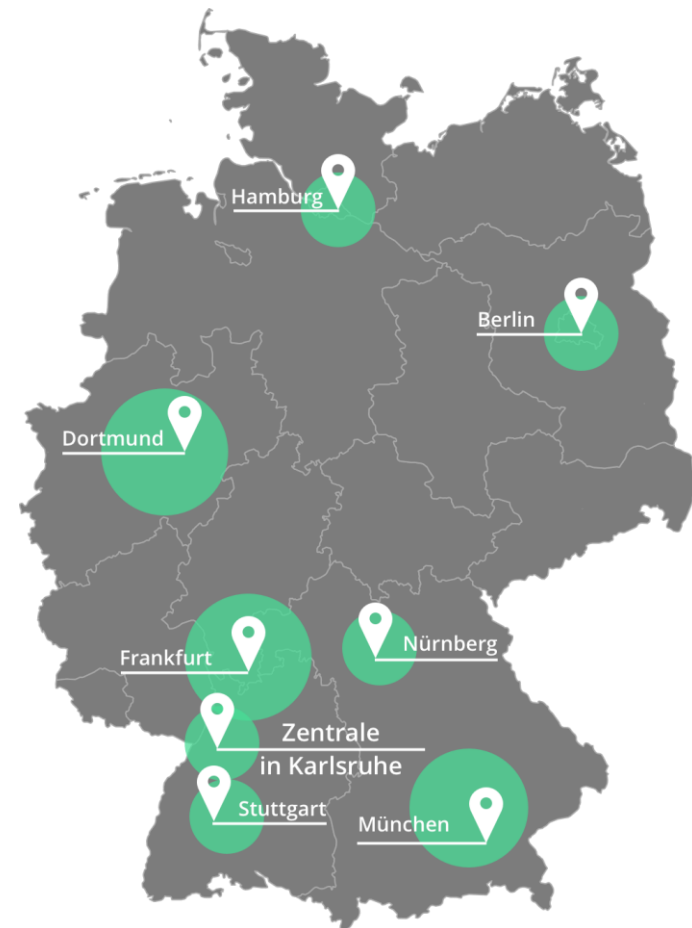 Hamburg
Berlin
Dortmund
Frankfurt
Nürnberg
Zentrale
in Karlsruhe
Stuttgart
München